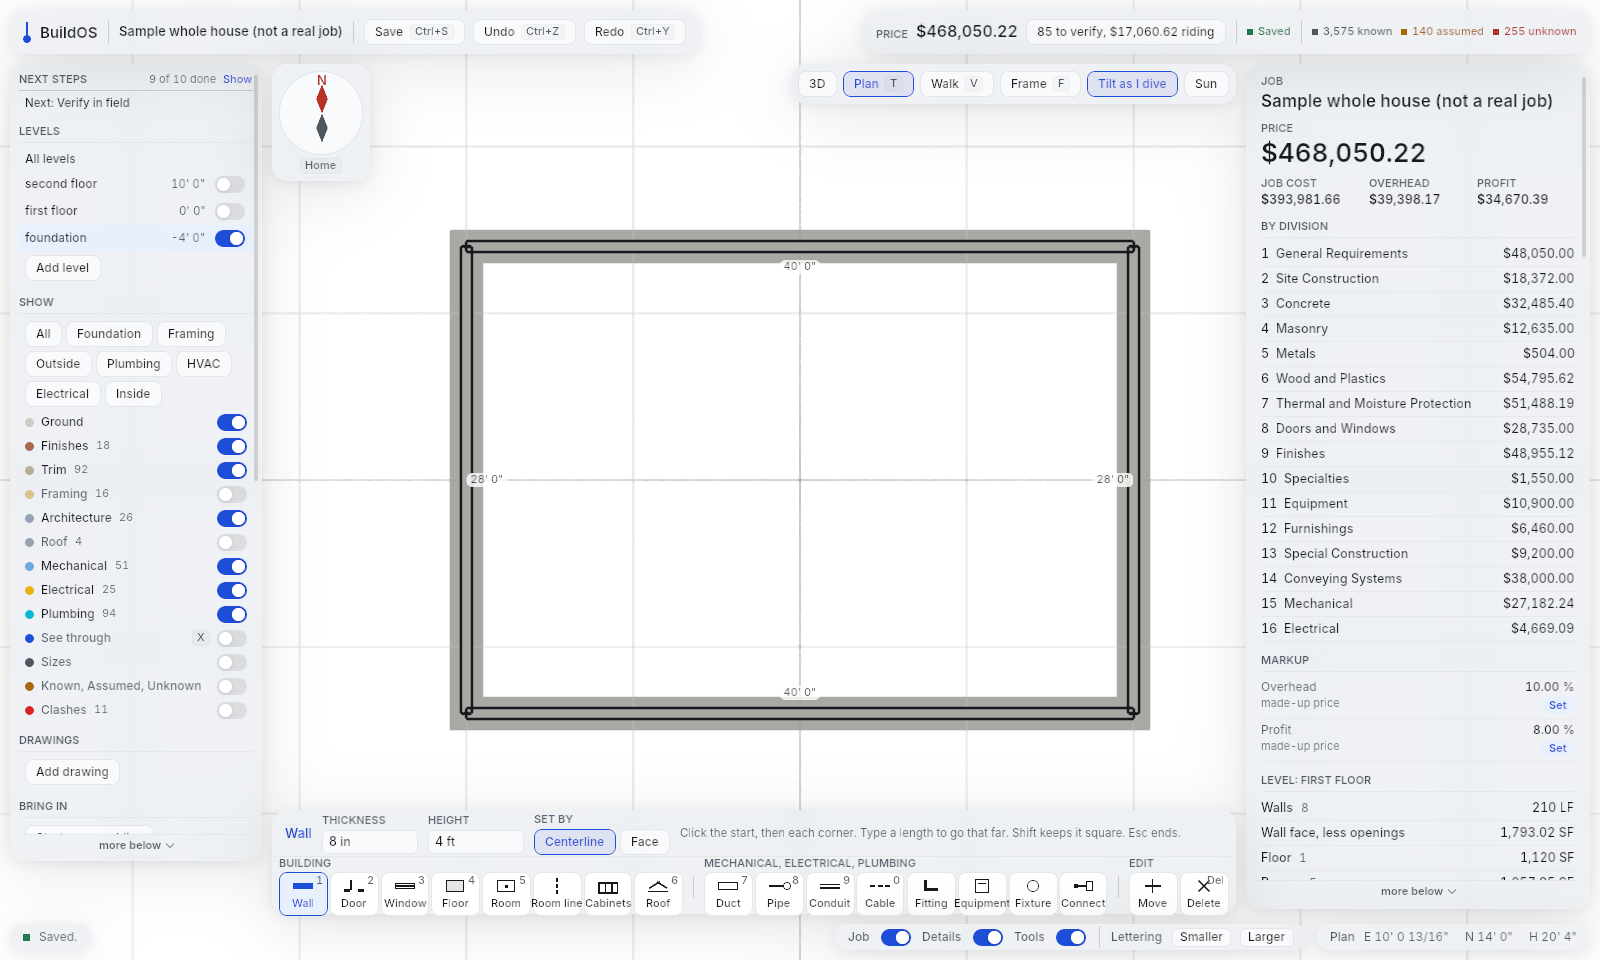 BuildOS
Sample whole house (not a real job)
Save Ctrl+S
Undo Ctrl+Z
Redo Ctrl+Y
PRICE $468,050.22
85 to verify, $17,060.62 riding
Saved
3,575 known
140 assumed
255 unknown
NEXT STEPS 9 of 10 done Show
Next: Verify in field
LEVELS
All levels
second floor 10' 0"
first floor 0' 0"
foundation -4' 0"
Add level
SHOW
All Foundation Framing
Outside Plumbing HVAC
Electrical Inside
Ground
Finishes 18
Trim 92
Framing 16
Architecture 26
Roof 4
Mechanical 51
Electrical 25
Plumbing 94
See through X
Sizes
Known, Assumed, Unknown
Clashes 11
DRAWINGS
Add drawing
BRING IN
more below
Saved.
N
Home
3D
Plan T
Walk V
Frame F
Tilt as I dive
Sun
40' 0"
28' 0"
28' 0"
40' 0"
Wall
THICKNESS
8 in
HEIGHT
4 ft
SET BY
Centerline Face
Click the start, then each corner. Type a length to go that far. Shift keeps it square. Esc ends.
BUILDING
1 Wall
2 Door
3 Window
4 Floor
5 Room
Room line
Cabinets
6 Roof
MECHANICAL, ELECTRICAL, PLUMBING
7 Duct
8 Pipe
9 Conduit
0 Cable
Fitting
Equipment
Fixture
Connect
EDIT
Move
Del Delete
Job Details Tools
Lettering Smaller Larger
Plan E 10' 0 13/16" N 14' 0" H 20' 4"
JOB
Sample whole house (not a real job)
PRICE
$468,050.22
JOB COST OVERHEAD PROFIT
$393,981.66 $39,398.17 $34,670.39
BY DIVISION
1 General Requirements $48,050.00
2 Site Construction $18,372.00
3 Concrete $32,485.40
4 Masonry $12,635.00
5 Metals $504.00
6 Wood and Plastics $54,795.62
7 Thermal and Moisture Protection $51,488.19
8 Doors and Windows $28,735.00
9 Finishes $48,955.12
10 Specialties $1,550.00
11 Equipment $10,900.00
12 Furnishings $6,460.00
13 Special Construction $9,200.00
14 Conveying Systems $38,000.00
15 Mechanical $27,182.24
16 Electrical $4,669.09
MARKUP
Overhead 10.00 %
made-up price Set
Profit 8.00 %
made-up price Set
LEVEL: FIRST FLOOR
Walls 8 210 LF
Wall face, less openings 1,793.02 SF
Floor 1 1,120 SF
more below